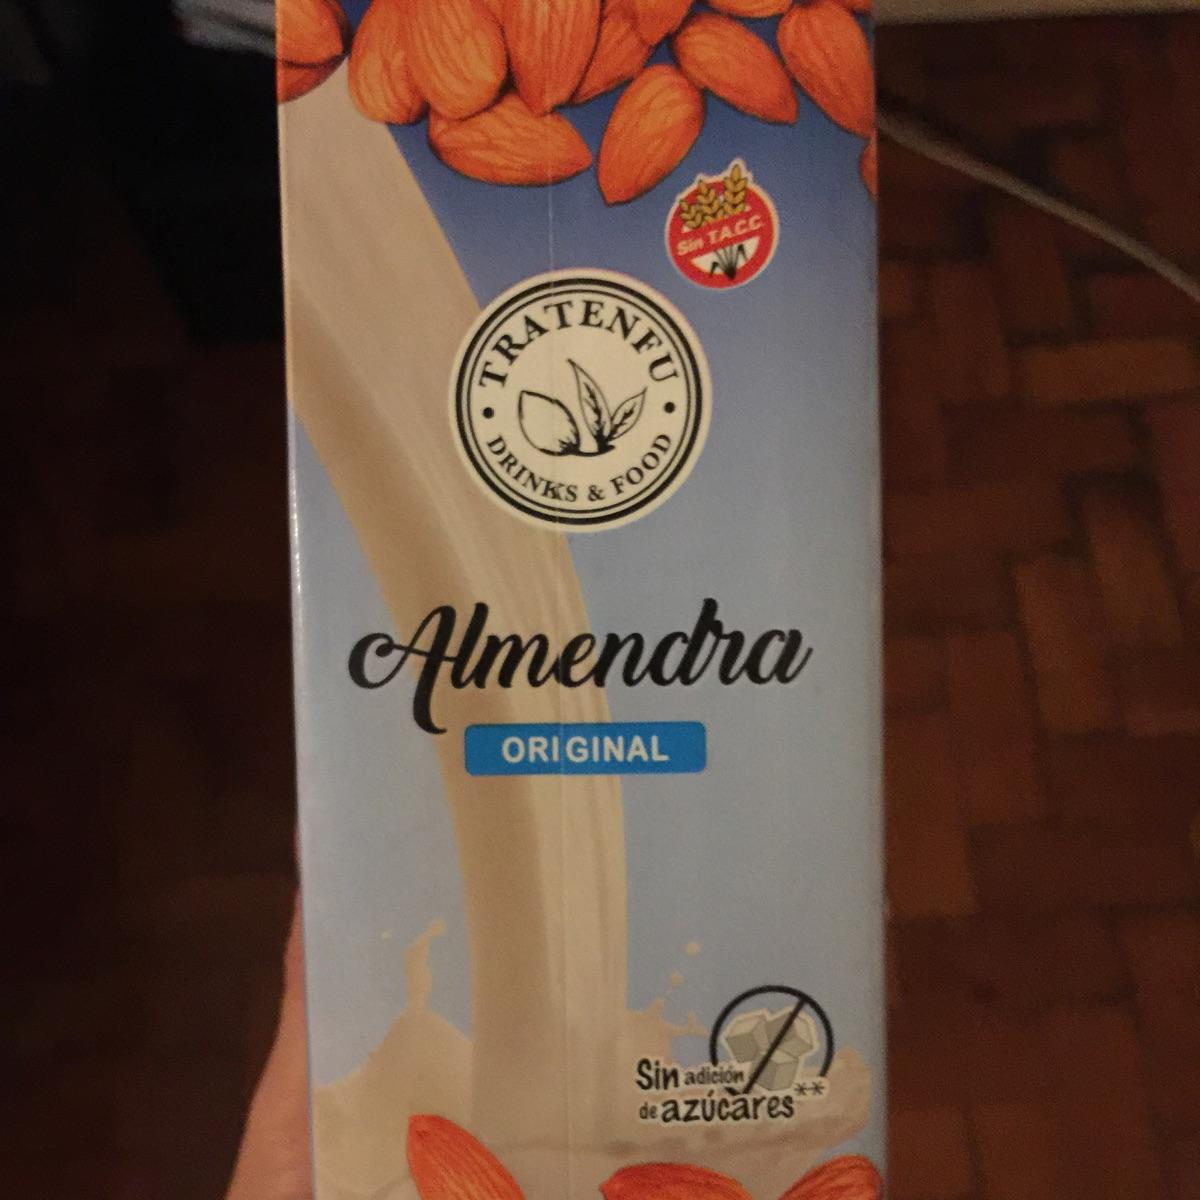 Sin T.A.C.C.
TRATENFU
DRINKS & FOOD
Almendra
ORIGINAL
Sin adición
de azúcares**